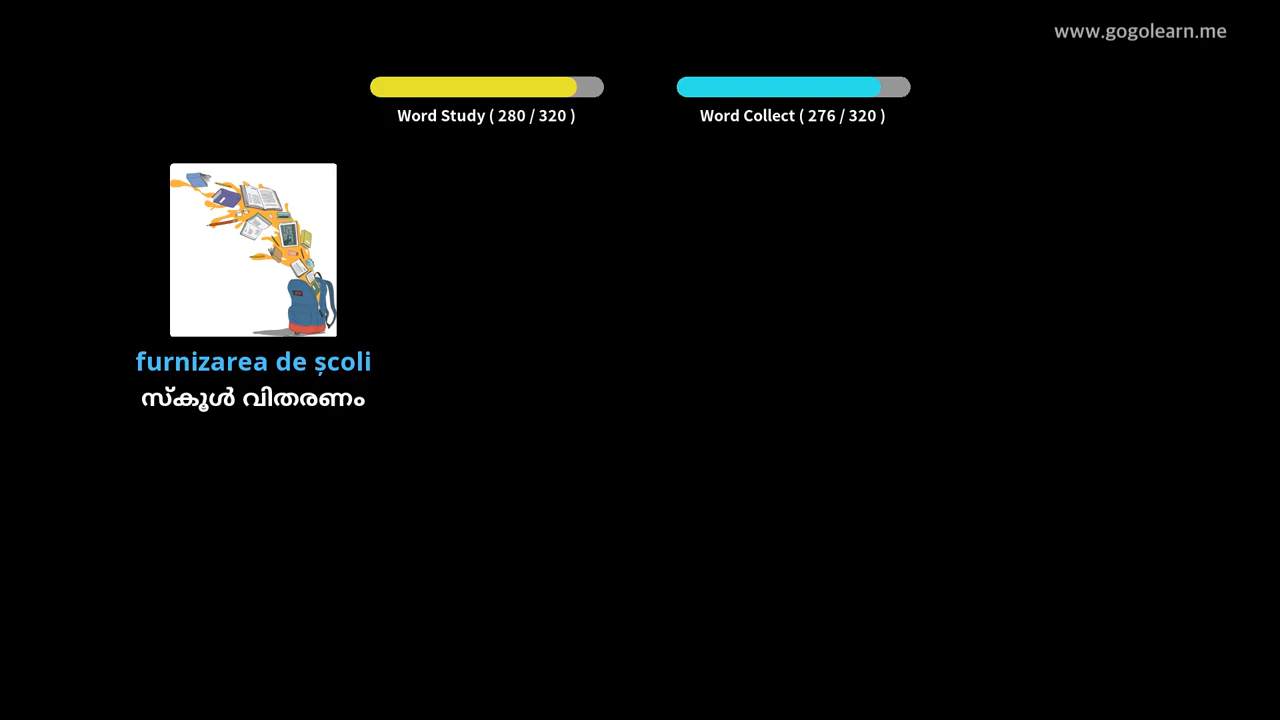 www.gogolearn.me
Word Study ( 280 / 320 )
Word Collect ( 276 / 320 )
furnizarea de școli
സ്കൂൾ വിതരണം